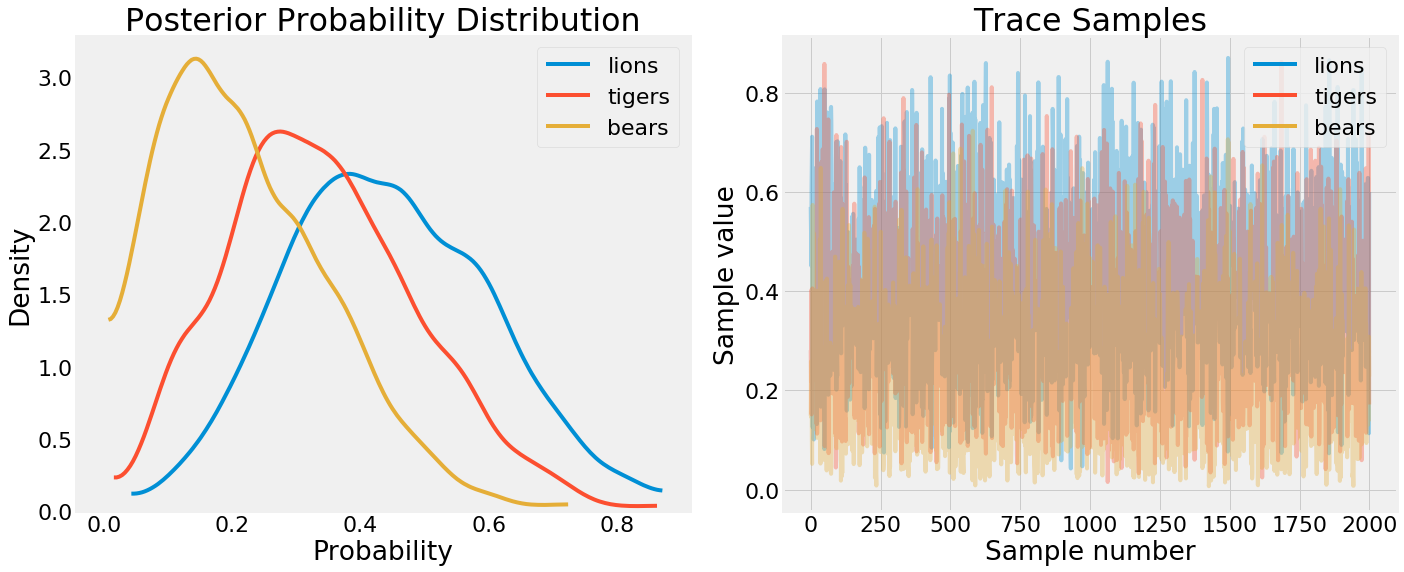 Posterior Probability Distribution
Density
3.0
2.5
2.0
1.5
1.0
0.5
0.0
lions
tigers
bears
0.0 0.2 0.4 0.6 0.8
Probability
Trace Samples
Sample value
0.8
0.6
0.4
0.2
0.0
lions
tigers
bears
0 250 500 750 1000 1250 1500 1750 2000
Sample number